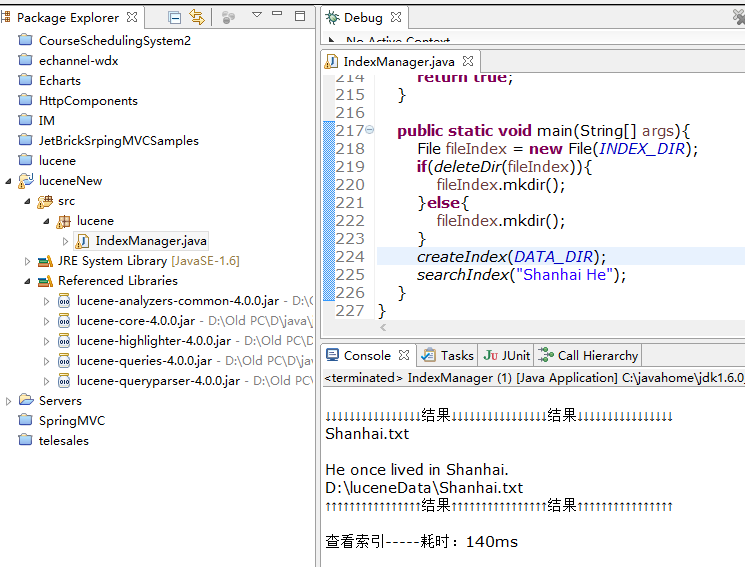 Package Explorer
CourseSchedulingSystem2
echannel-wdx
Echarts
HttpComponents
IM
JetBrickSrpingMVCSamples
lucene
luceneNew
src
lucene
IndexManager.java
JRE System Library [JavaSE-1.6]
Referenced Libraries
lucene-analyzers-common-4.0.0.jar - D:\O
lucene-core-4.0.0.jar - D:\Old PC\D\java\
lucene-highlighter-4.0.0.jar - D:\Old PC\
lucene-queries-4.0.0.jar - D:\Old PC\D\jav
lucene-queryparser-4.0.0.jar - D:\Old PC
Servers
SpringMVC
telesales
Debug
No Active Context
IndexManager.java
214 return true;
215 }
216
217 public static void main(String[] args){
218 File fileIndex = new File(INDEX_DIR);
219 if(deleteDir(fileIndex)){
220 fileIndex.mkdir();
221 }else{
222 fileIndex.mkdir();
223 }
224 createIndex(DATA_DIR);
225 searchIndex("Shanhai He");
226 }
227 }
Console Tasks JUnit Call Hierarchy
<terminated> IndexManager (1) [Java Application] C:\javahome\jdk1.6.0
↓↓↓↓↓↓↓↓↓↓↓↓↓↓↓↓结果↓↓↓↓↓↓↓↓↓↓↓↓↓↓↓↓结果↓↓↓↓↓↓↓↓↓↓↓↓↓↓↓↓
Shanhai.txt
He once lived in Shanhai.
D:\luceneData\Shanhai.txt
↑↑↑↑↑↑↑↑↑↑↑↑↑↑↑↑结果↑↑↑↑↑↑↑↑↑↑↑↑↑↑↑↑结果↑↑↑↑↑↑↑↑↑↑↑↑↑↑↑↑
查看索引-----耗时：140ms